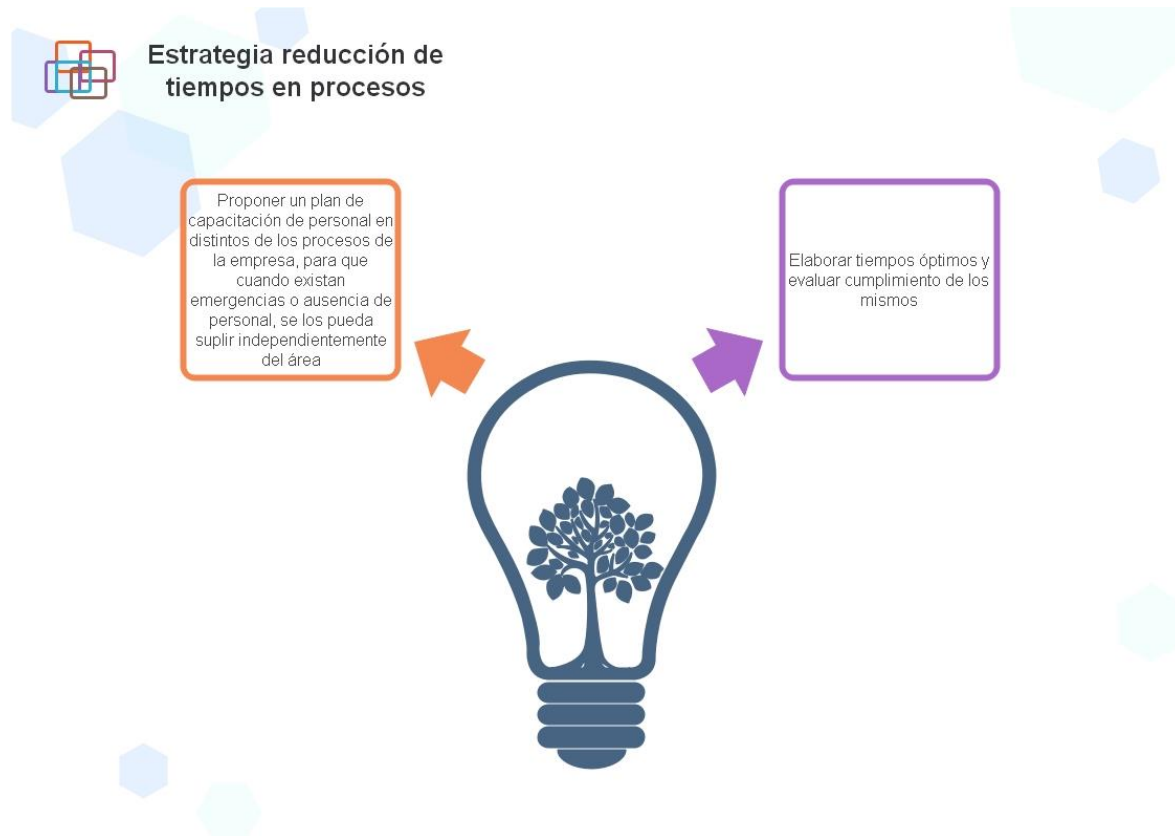 Estrategia reducción de
tiempos en procesos
Proponer un plan de
capacitación de personal en
distintos de los procesos de
la empresa, para que
cuando existan
emergencias o ausencia de
personal, se los pueda
suplir independientemente
del área
Elaborar tiempos óptimos y
evaluar cumplimiento de los
mismos